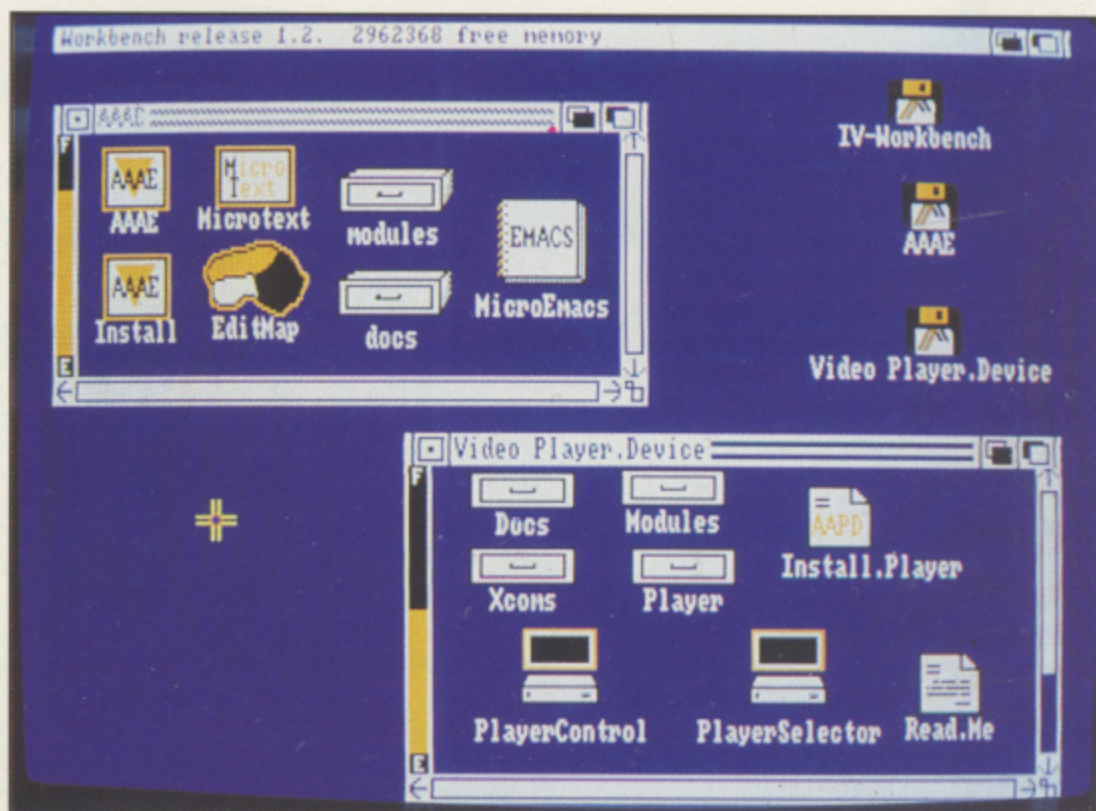 Workbench release 1.2.  2962368 free memory
AAAE
F
AAAE
AAAE
Micro
Text
Microtext
modules
EMACS
MicroEmacs
AAAE
Install
EditMap
docs
E
IV-Workbench
AAAE
Video Player.Device
Video Player.Device
F
Docs
Modules
AAPD
Install.Player
Xcoms
Player
PlayerControl
PlayerSelector
Read.Me
E